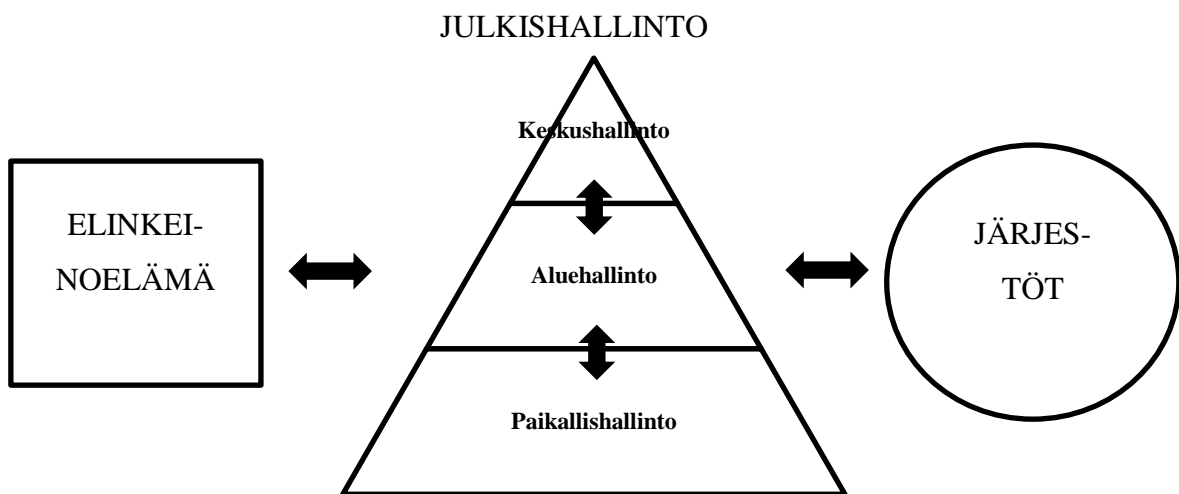 JULKISHALLINTO
Keskushallinto
ELINKEI-
NOELÄMÄ
Aluehallinto
JÄRJES-
TÖT
Paikallishallinto